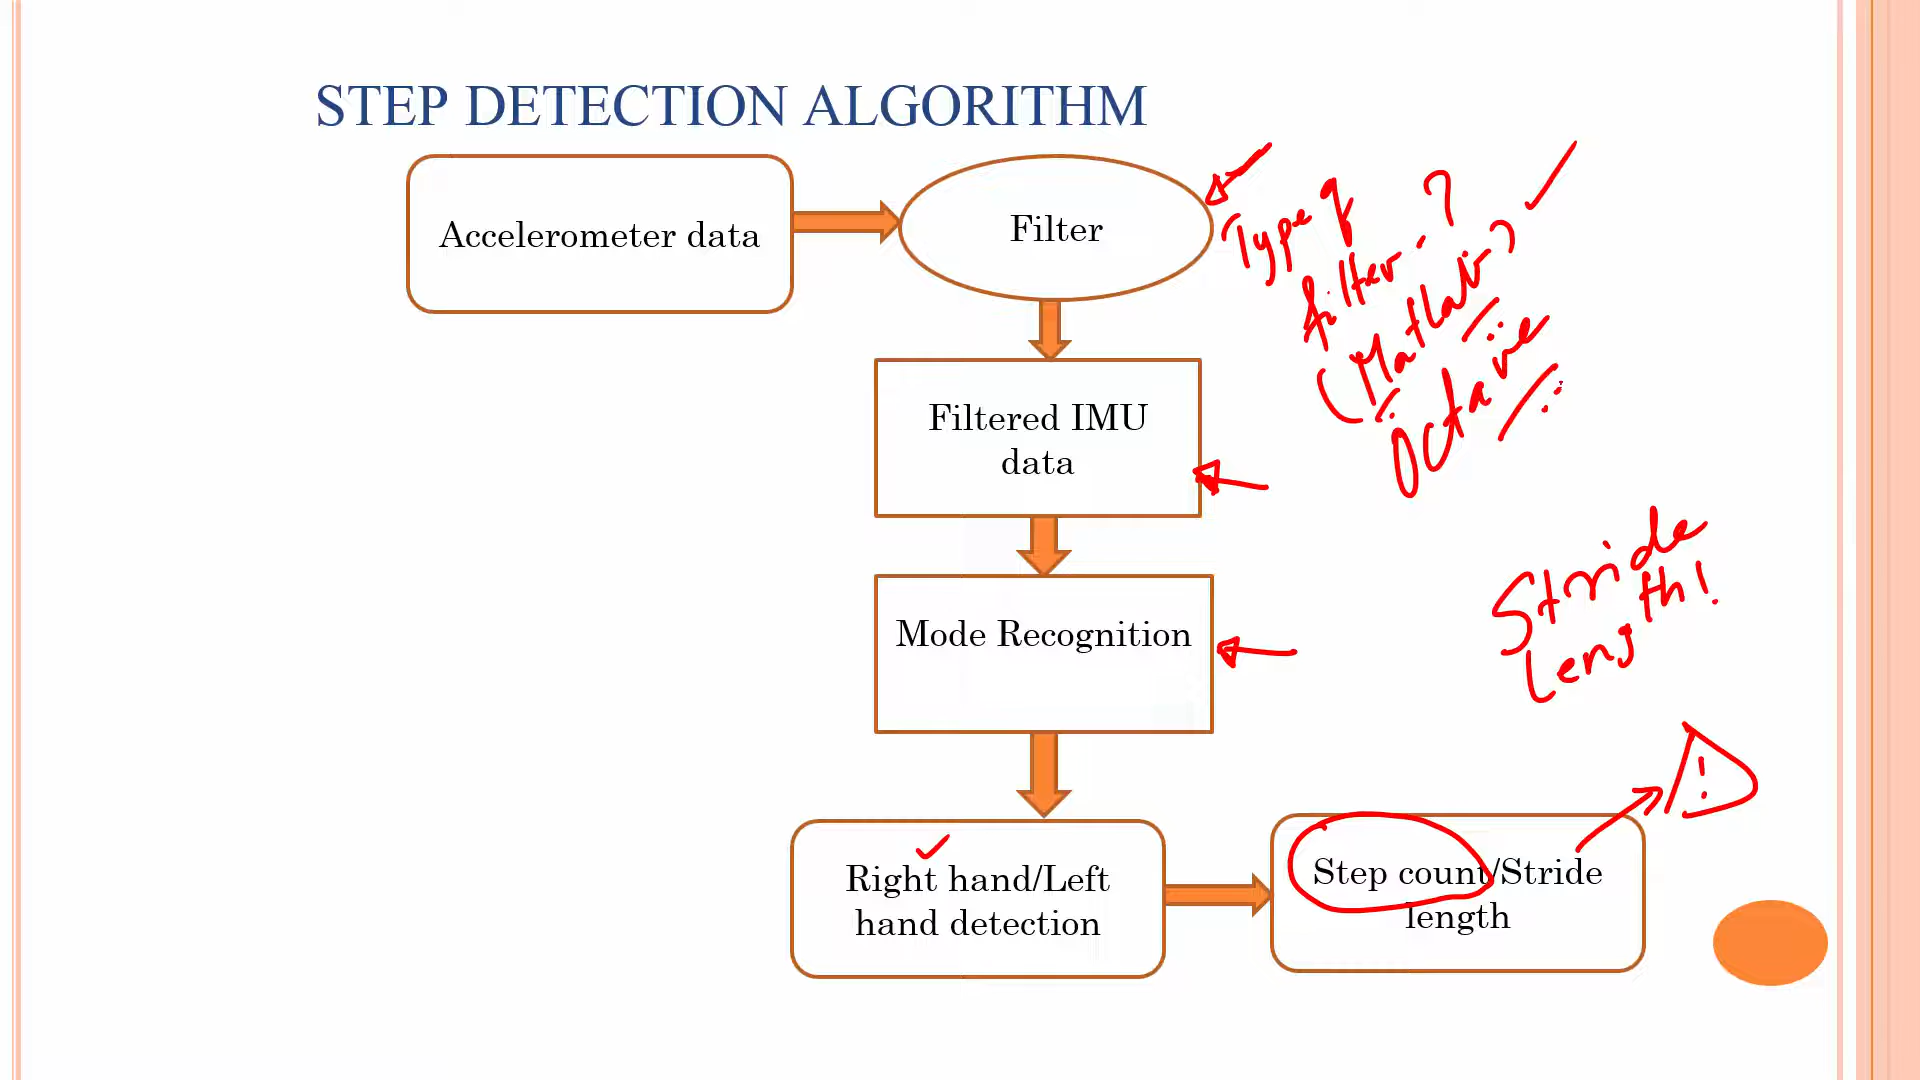 STEP DETECTION ALGORITHM
Accelerometer data
Filter
Type of
filter ?
(Matlab?
Octave
Filtered IMU
data
Mode Recognition
Stride
Length!
Right hand/Left
hand detection
Step count/Stride
length
!